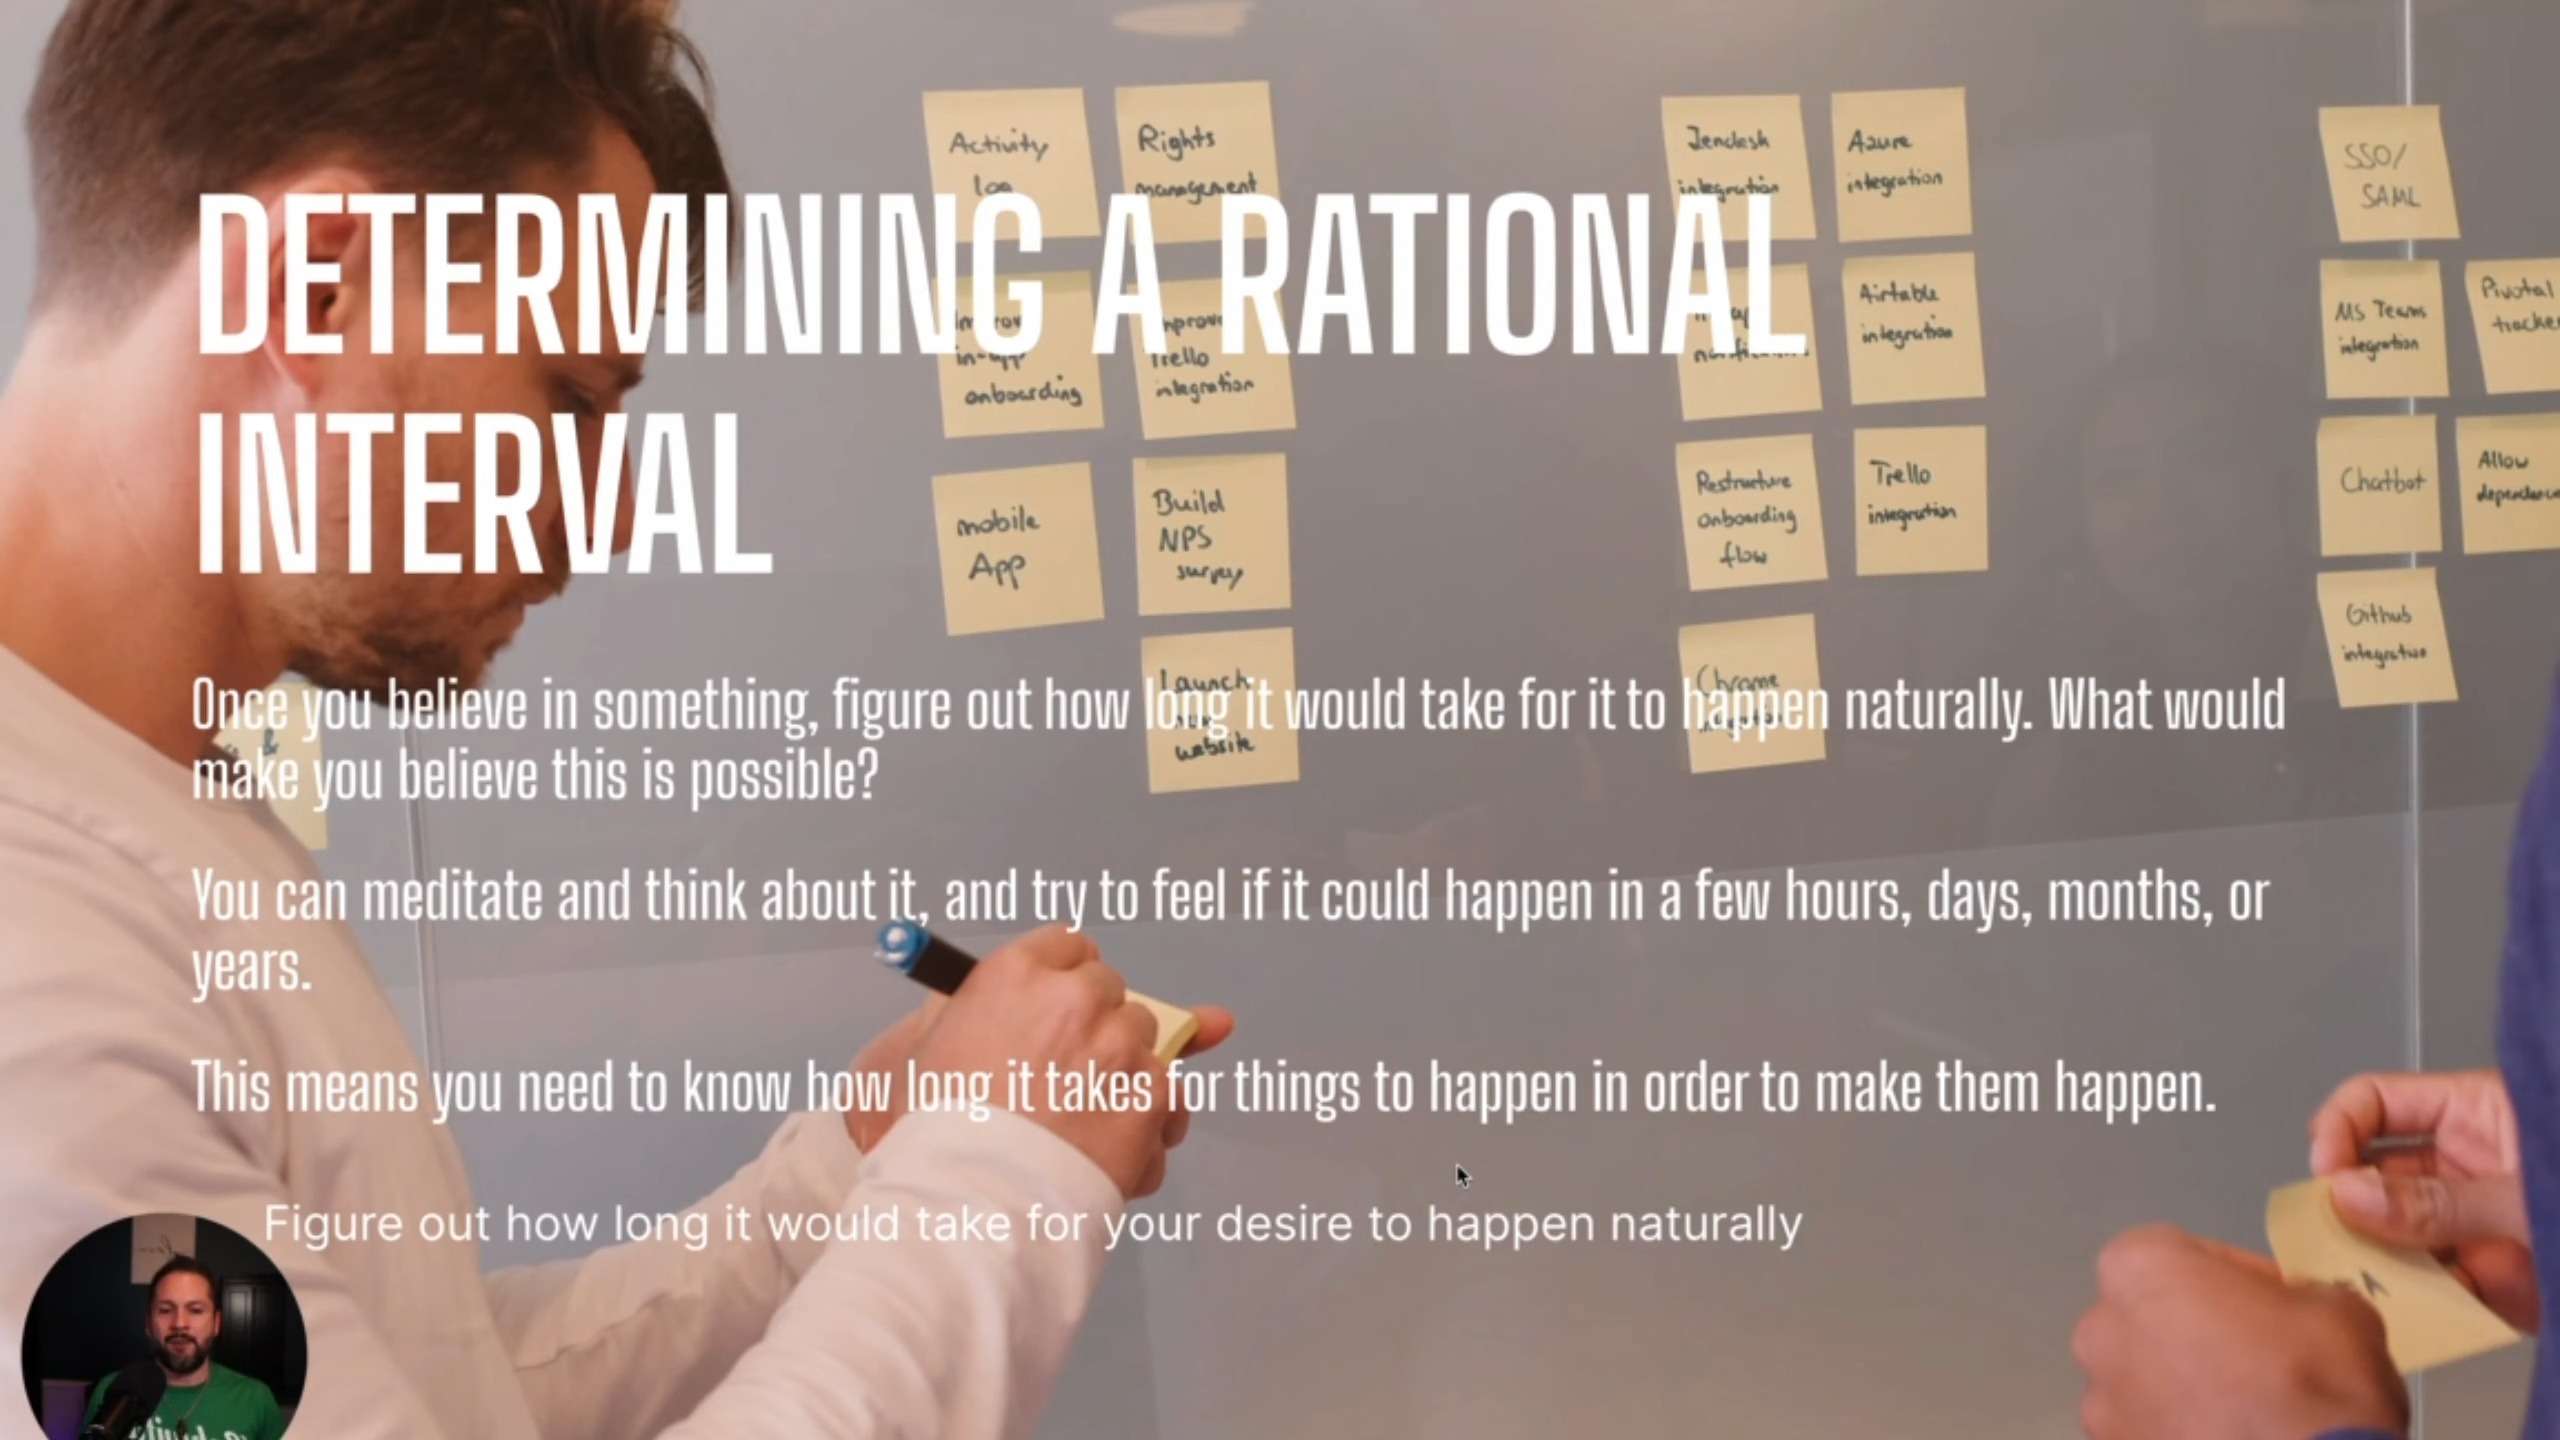 DETERMINING A RATIONAL
INTERVAL
Once you believe in something, figure out how long it would take for it to happen naturally. What would
make you believe this is possible?
You can meditate and think about it, and try to feel if it could happen in a few hours, days, months, or
years.
This means you need to know how long it takes for things to happen in order to make them happen.
Figure out how long it would take for your desire to happen naturally
Activity
log
Rights
management
in-app
onboarding
Trello
integration
mobile
App
Build
NPS
survey
Launch
website
Zendesk
integration
Azure
integration
Airtable
integration
Restructure
onboarding
flow
Trello
integration
Chrome
SSO/
SAML
MS Teams
integration
Pivotal
Chatbot
Allow
Github
integration